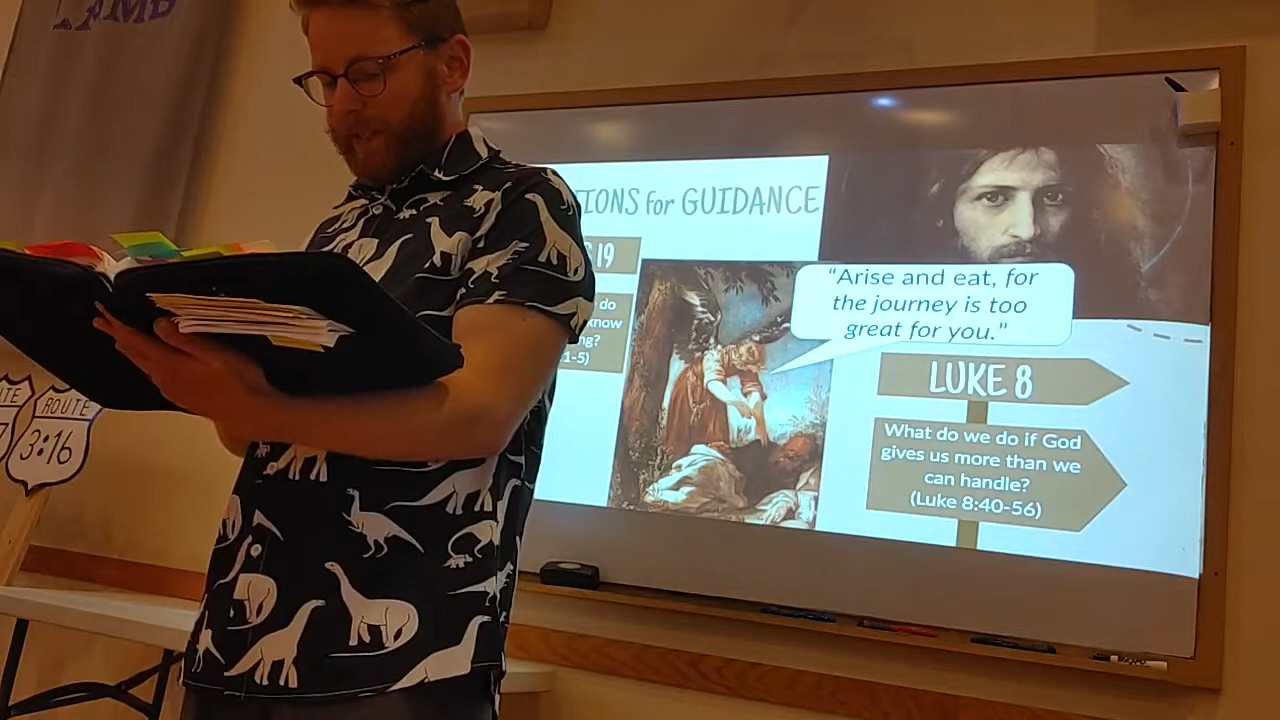 LAMB
TIONS for GUIDANCE
19
do
know
ng?
1-5)
"Arise and eat, for
the journey is too
great for you."
LUKE 8
What do we do if God
gives us more than we
can handle?
(Luke 8:40-56)
ROUTE
3:16